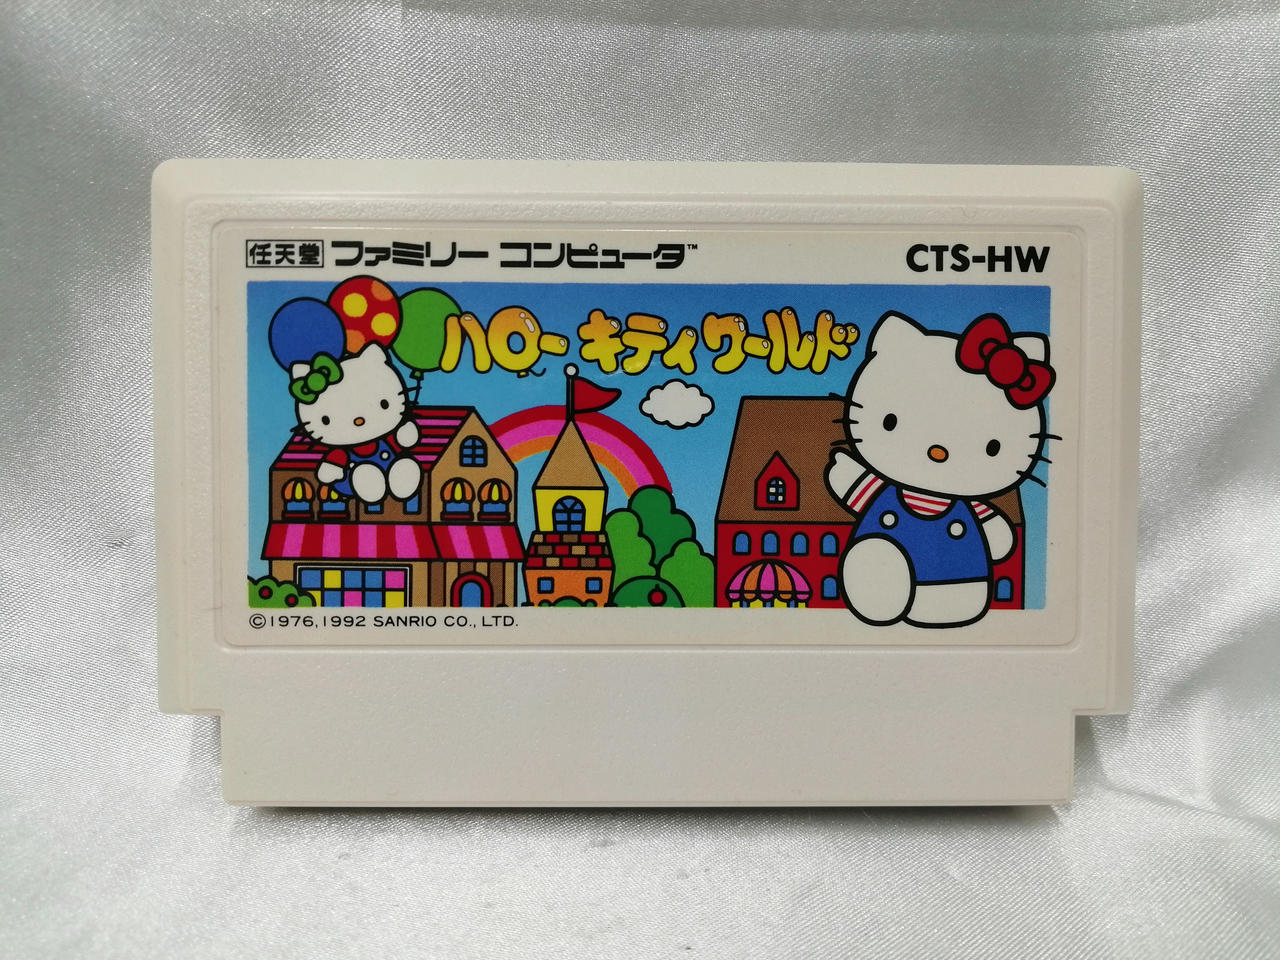 任天堂 ファミリー コンピュータ™ CTS-HW
ハロー キティ ワールド
©1976,1992 SANRIO CO., LTD.